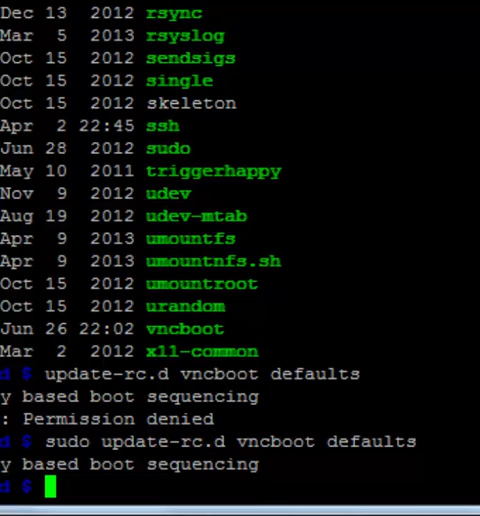 Dec 13  2012 rsync
Mar  5  2013 rsyslog
Oct 15  2012 sendsigs
Oct 15  2012 single
Oct 15  2012 skeleton
Apr  2 22:45 ssh
Jun 28  2012 sudo
May 10  2011 triggerhappy
Nov  9  2012 udev
Aug 19  2012 udev-mtab
Apr  9  2013 umountfs
Apr  9  2013 umountnfs.sh
Oct 15  2012 umountroot
Oct 15  2012 urandom
Jun 26 22:02 vncboot
Mar  2  2012 x11-common
d $ update-rc.d vncboot defaults
y based boot sequencing
: Permission denied
d $ sudo update-rc.d vncboot defaults
y based boot sequencing
d $